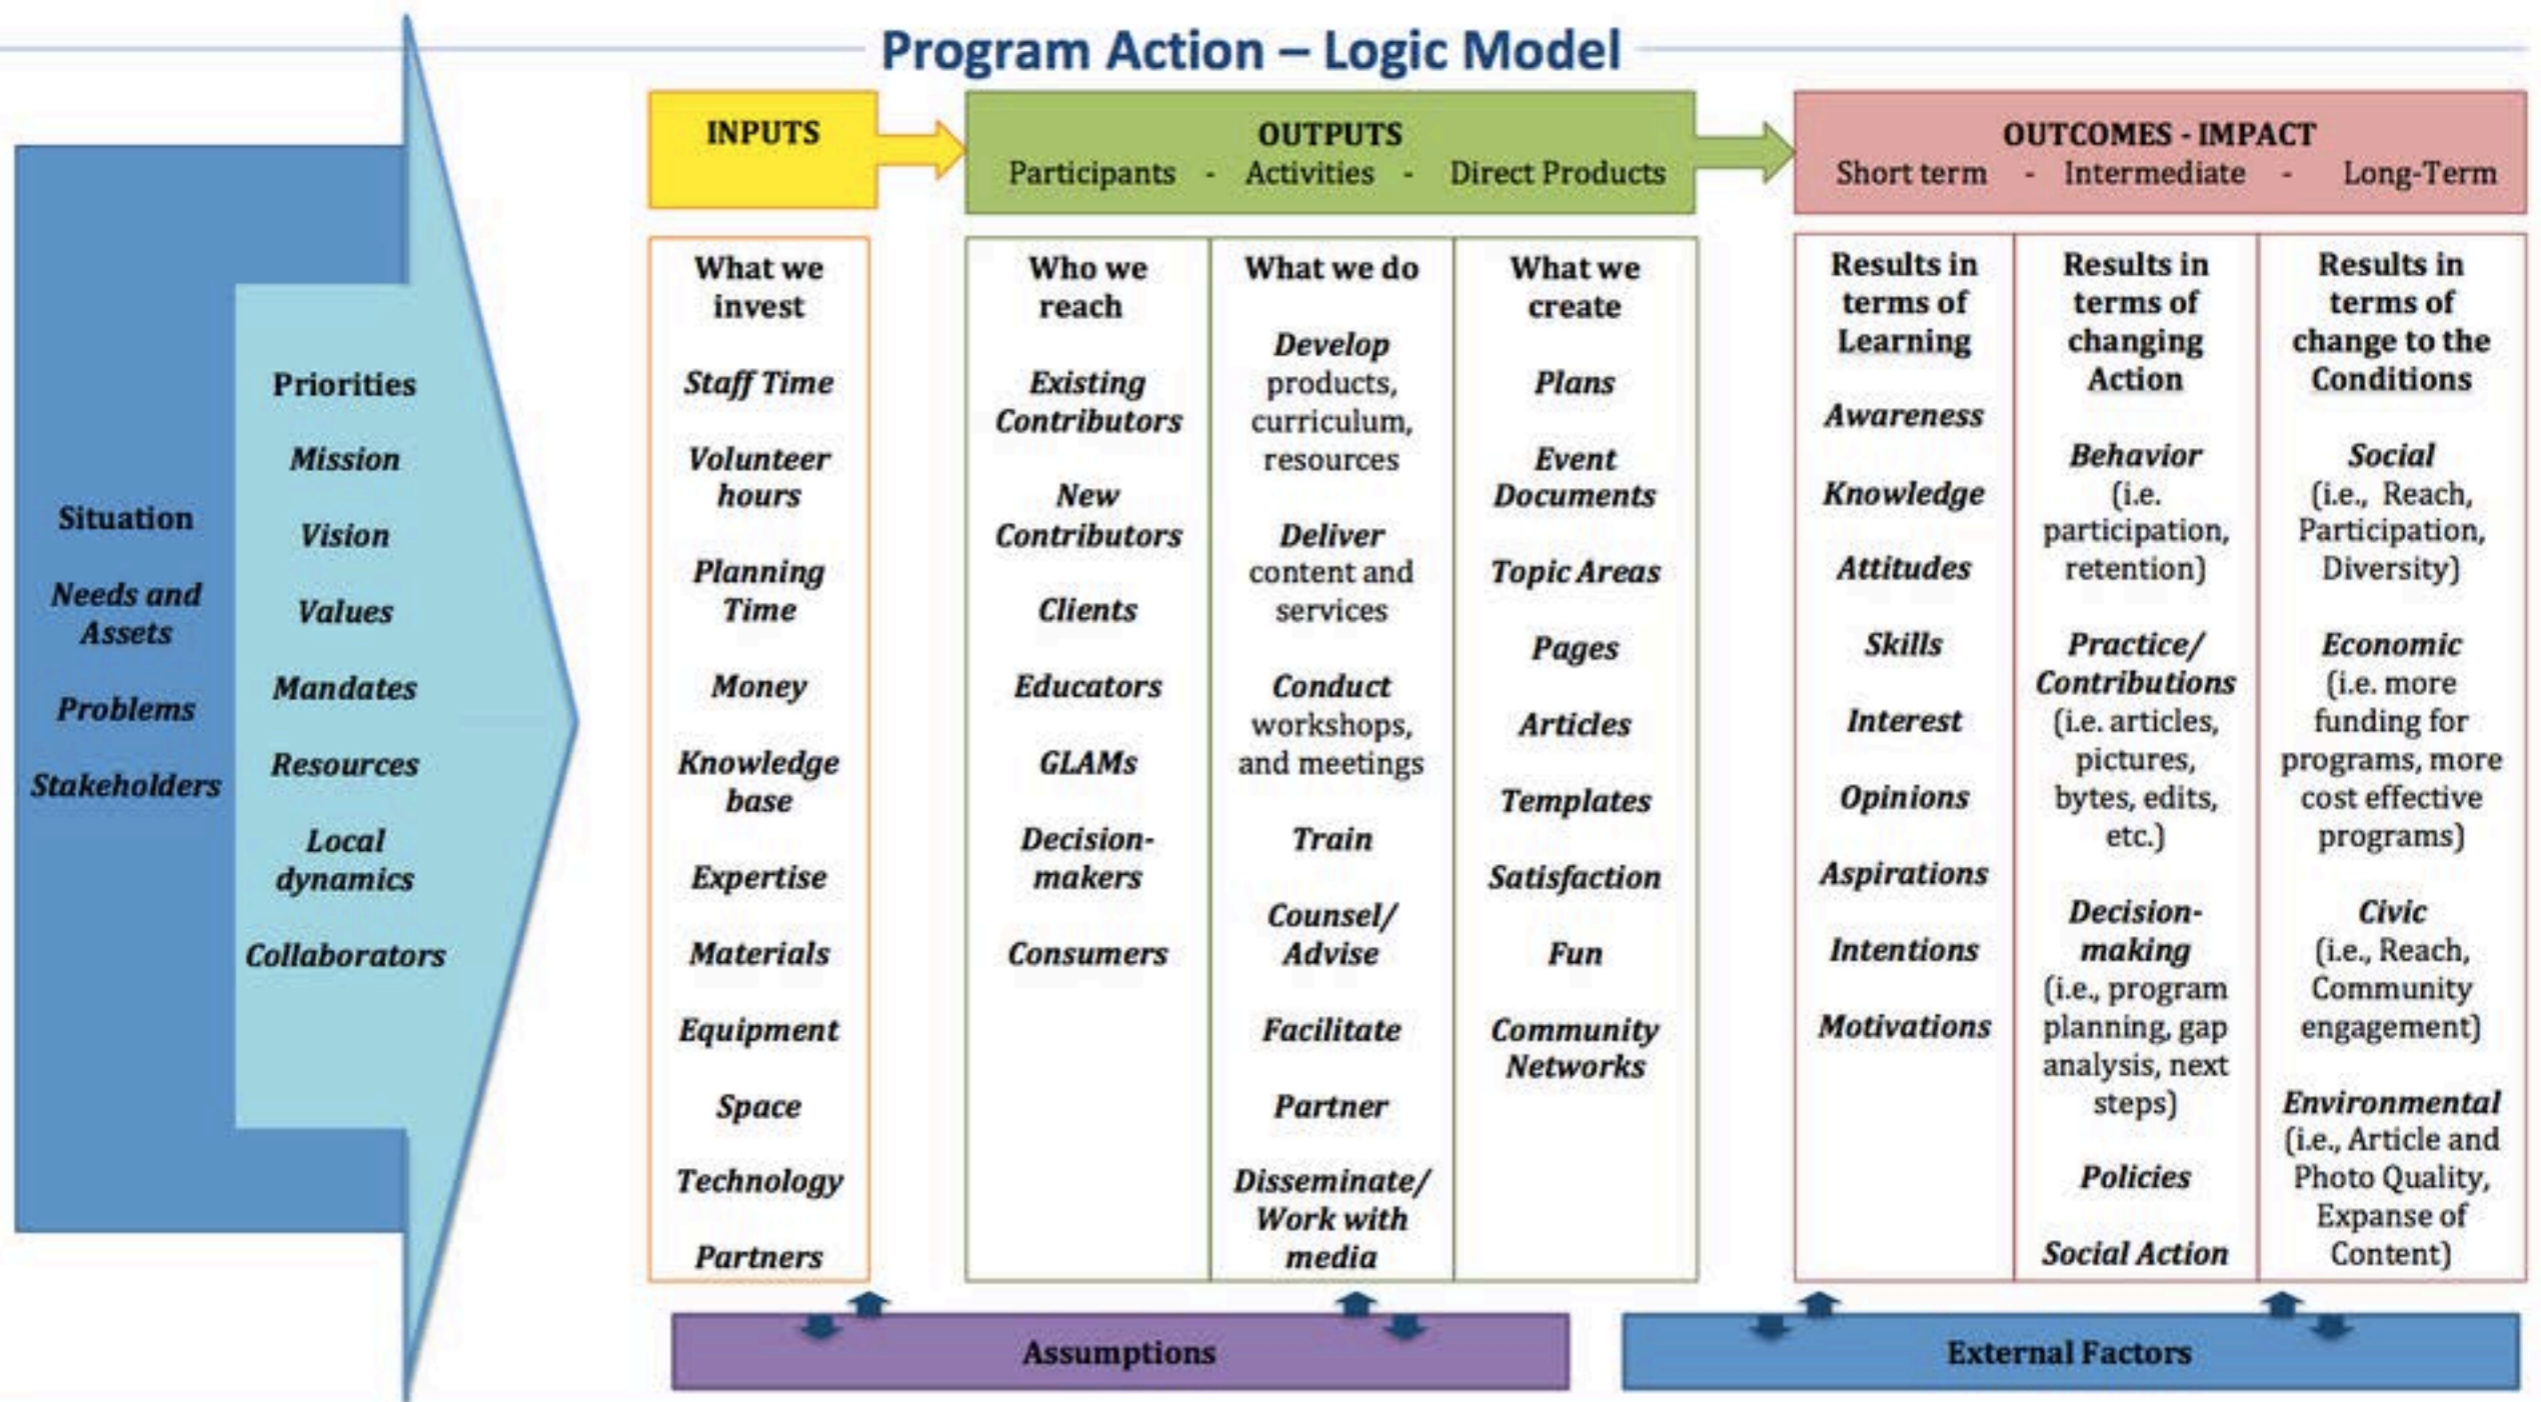 Program Action – Logic Model
Situation
Needs and
Assets
Problems
Stakeholders
Priorities
Mission
Vision
Values
Mandates
Resources
Local
dynamics
Collaborators
INPUTS
What we
invest
Staff Time
Volunteer
hours
Planning
Time
Money
Knowledge
base
Expertise
Materials
Equipment
Space
Technology
Partners
OUTPUTS
Participants - Activities - Direct Products
Who we
reach
Existing
Contributors
New
Contributors
Clients
Educators
GLAMs
Decision-
makers
Consumers
What we do
Develop
products,
curriculum,
resources
Deliver
content and
services
Conduct
workshops,
and meetings
Train
Counsel/
Advise
Facilitate
Partner
Disseminate/
Work with
media
What we
create
Plans
Event
Documents
Topic Areas
Pages
Articles
Templates
Satisfaction
Fun
Community
Networks
OUTCOMES - IMPACT
Short term - Intermediate - Long-Term
Results in
terms of
Learning
Awareness
Knowledge
Attitudes
Skills
Interest
Opinions
Aspirations
Intentions
Motivations
Results in
terms of
changing
Action
Behavior
(i.e.
participation,
retention)
Practice/
Contributions
(i.e. articles,
pictures,
bytes, edits,
etc.)
Decision-
making
(i.e., program
planning, gap
analysis, next
steps)
Policies
Social Action
Results in
terms of
change to the
Conditions
Social
(i.e., Reach,
Participation,
Diversity)
Economic
(i.e. more
funding for
programs, more
cost effective
programs)
Civic
(i.e., Reach,
Community
engagement)
Environmental
(i.e., Article and
Photo Quality,
Expanse of
Content)
Assumptions
External Factors